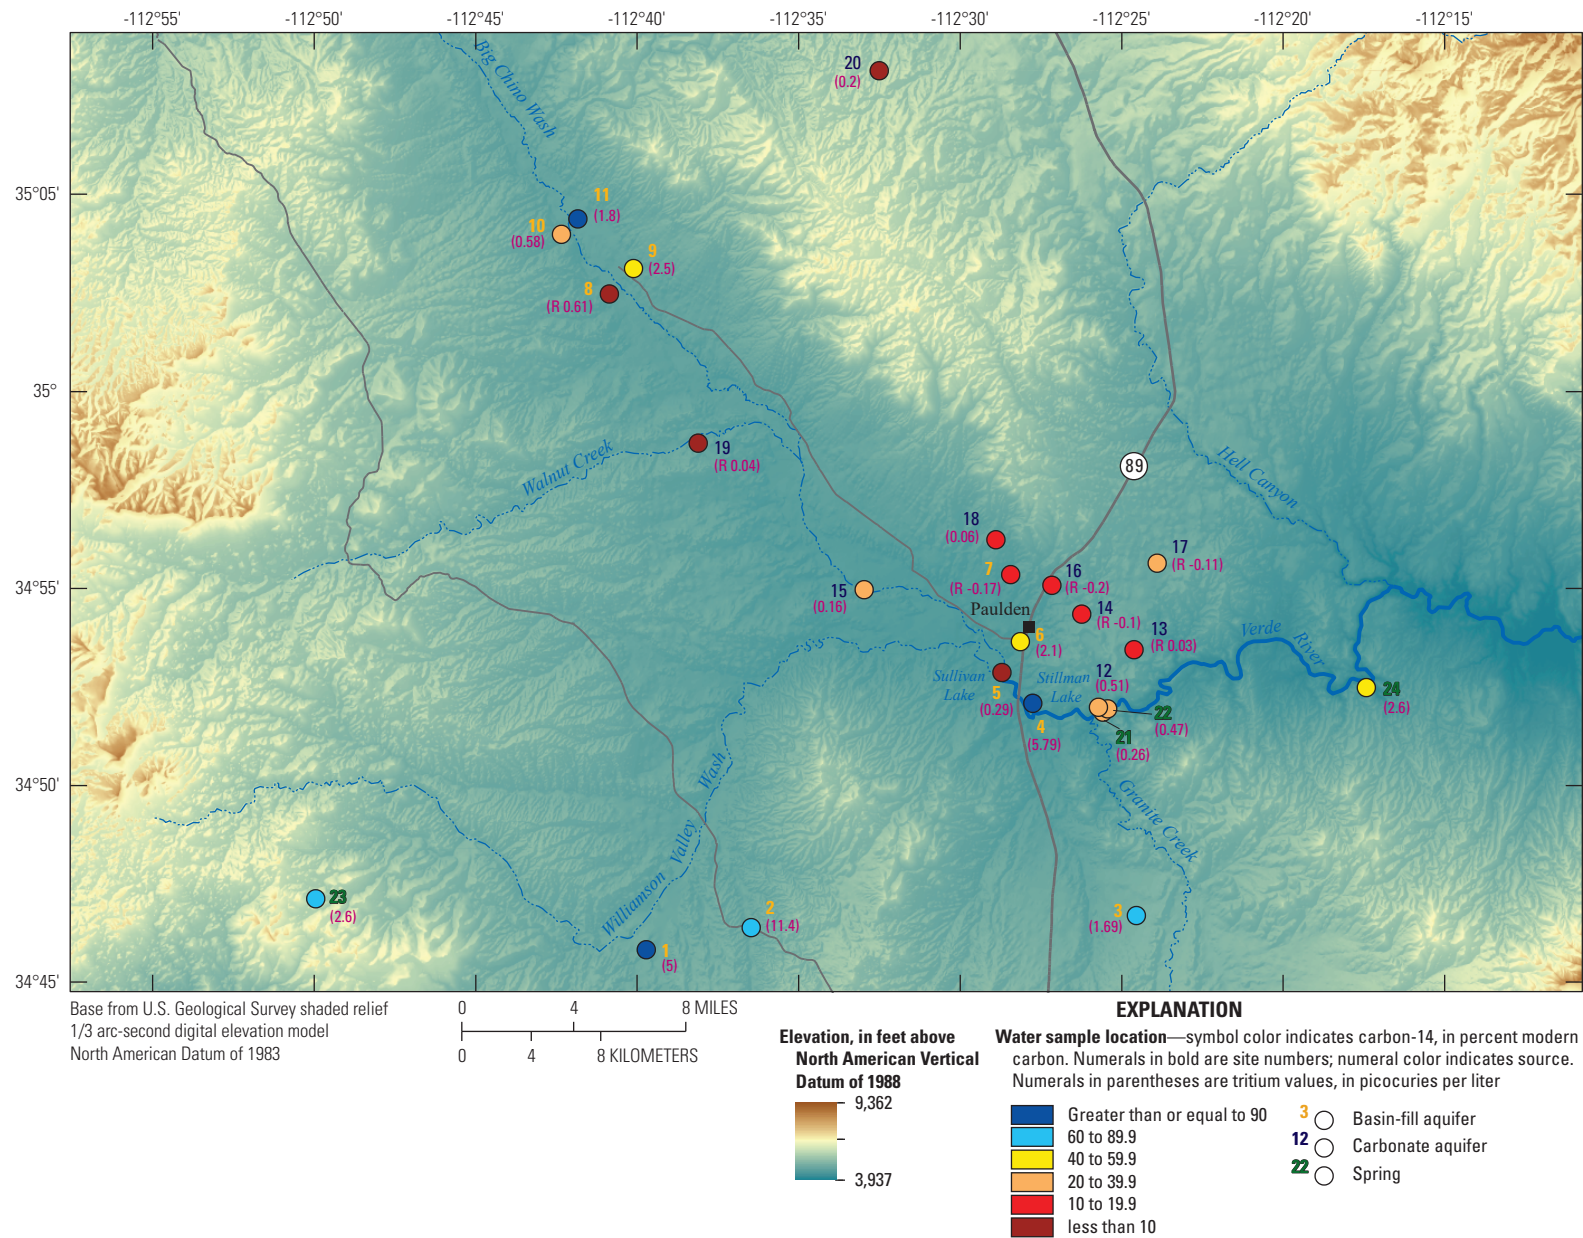 -112°55'
-112°50'
-112°45'
-112°40'
-112°35'
-112°30'
-112°25'
-112°20'
-112°15'
35°05'
35°
34°55'
34°50'
34°45'
Big Chino Wash
20
(0.2)
11
(1.8)
10
(0.58)
9
(2.5)
8
(R 0.61)
Walnut Creek
19
(R 0.04)
89
Hell Canyon
18
(0.06)
17
(R -0.11)
7
(R -0.17)
16
(R -0.2)
15
(0.16)
Paulden
14
(R -0.1)
13
(R 0.03)
6
(2.1)
Verde River
Sullivan
Lake
Stillman
Lake
12
(0.51)
5
(0.29)
4
(5.79)
22
(0.47)
21
(0.26)
24
(2.6)
Granite Creek
Williamson Valley Wash
23
(2.6)
2
(11.4)
3
(1.69)
1
(5)
Base from U.S. Geological Survey shaded relief
1/3 arc-second digital elevation model
North American Datum of 1983
0 4 8 MILES
0 4 8 KILOMETERS
Elevation, in feet above
North American Vertical
Datum of 1988
9,362
3,937
EXPLANATION
Water sample location—symbol color indicates carbon-14, in percent modern
carbon. Numerals in bold are site numbers; numeral color indicates source.
Numerals in parentheses are tritium values, in picocuries per liter
Greater than or equal to 90
60 to 89.9
40 to 59.9
20 to 39.9
10 to 19.9
less than 10
3 Basin-fill aquifer
12 Carbonate aquifer
22 Spring